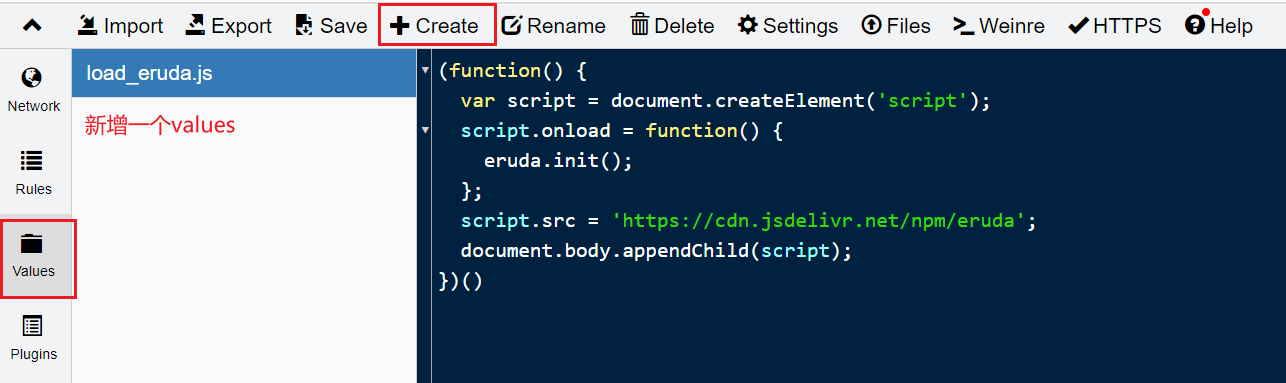 Import Export Save Create Rename Delete Settings Files Weinre HTTPS Help
Network
Rules
Values
Plugins
load_eruda.js
新增一个values
(function() {
  var script = document.createElement('script');
  script.onload = function() {
    eruda.init();
  };
  script.src = 'https://cdn.jsdelivr.net/npm/eruda';
  document.body.appendChild(script);
})()